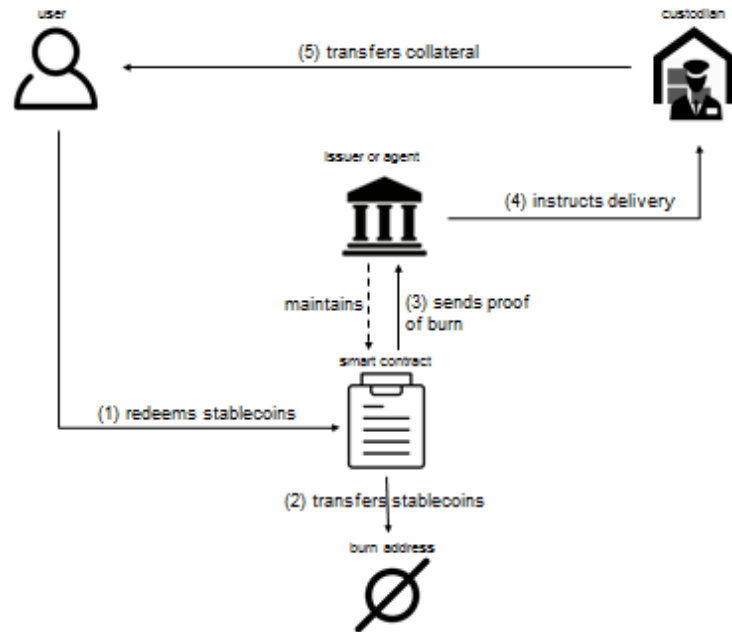 user
custodian
(5) transfers collateral
Issuer or agent
(4) instructs delivery
maintains
(3) sends proof
of burn
smart contract
(1) redeems stablecoins
(2) transfers stablecoins
burn address